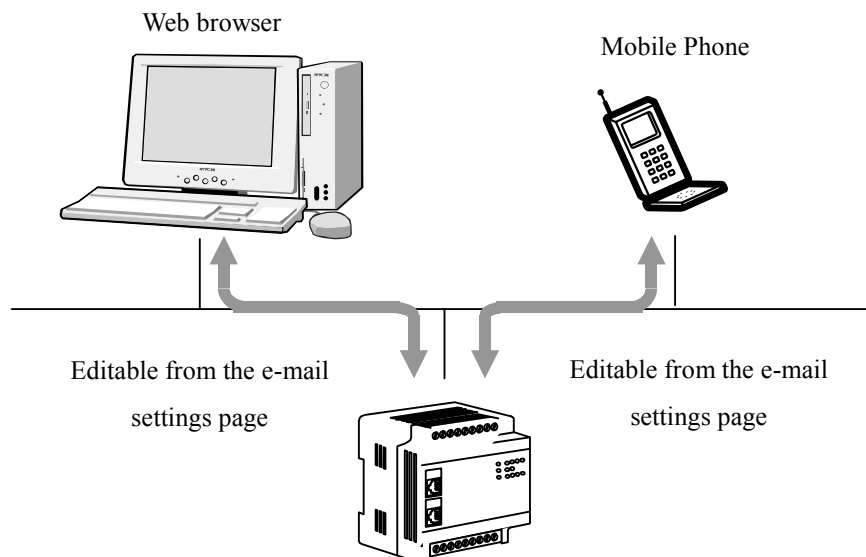 Web browser
Mobile Phone
Editable from the e-mail
settings page
Editable from the e-mail
settings page